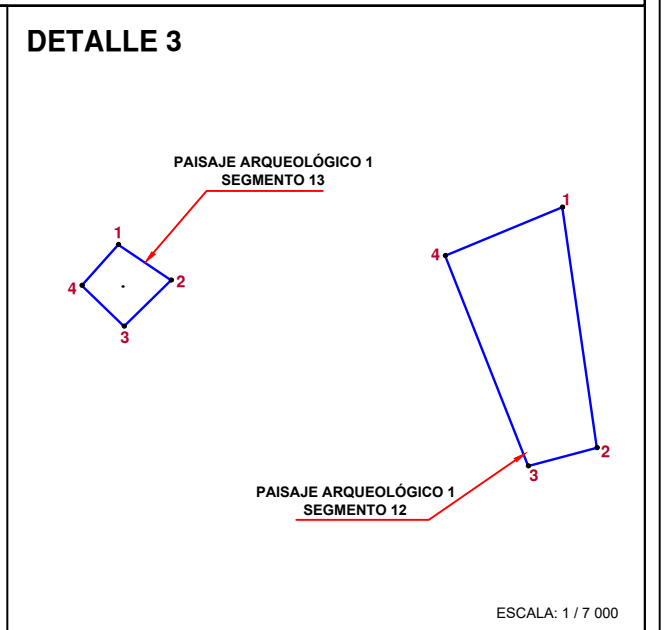 DETALLE 3
PAISAJE ARQUEOLÓGICO 1
SEGMENTO 13
1
2
3
4
1
2
3
4
PAISAJE ARQUEOLÓGICO 1
SEGMENTO 12
ESCALA: 1 / 7 000